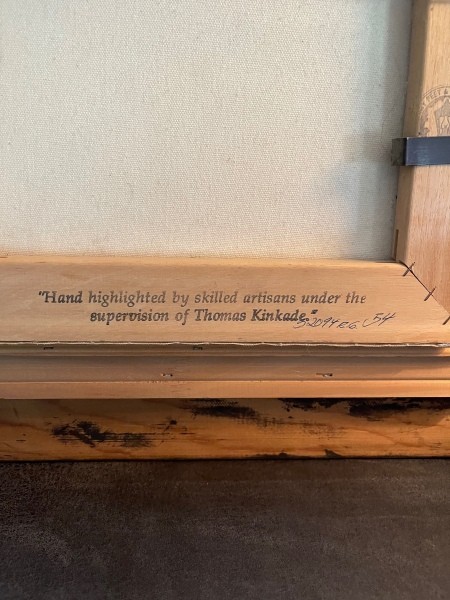 "Hand highlighted by skilled artisans under the
supervision of Thomas Kinkade."